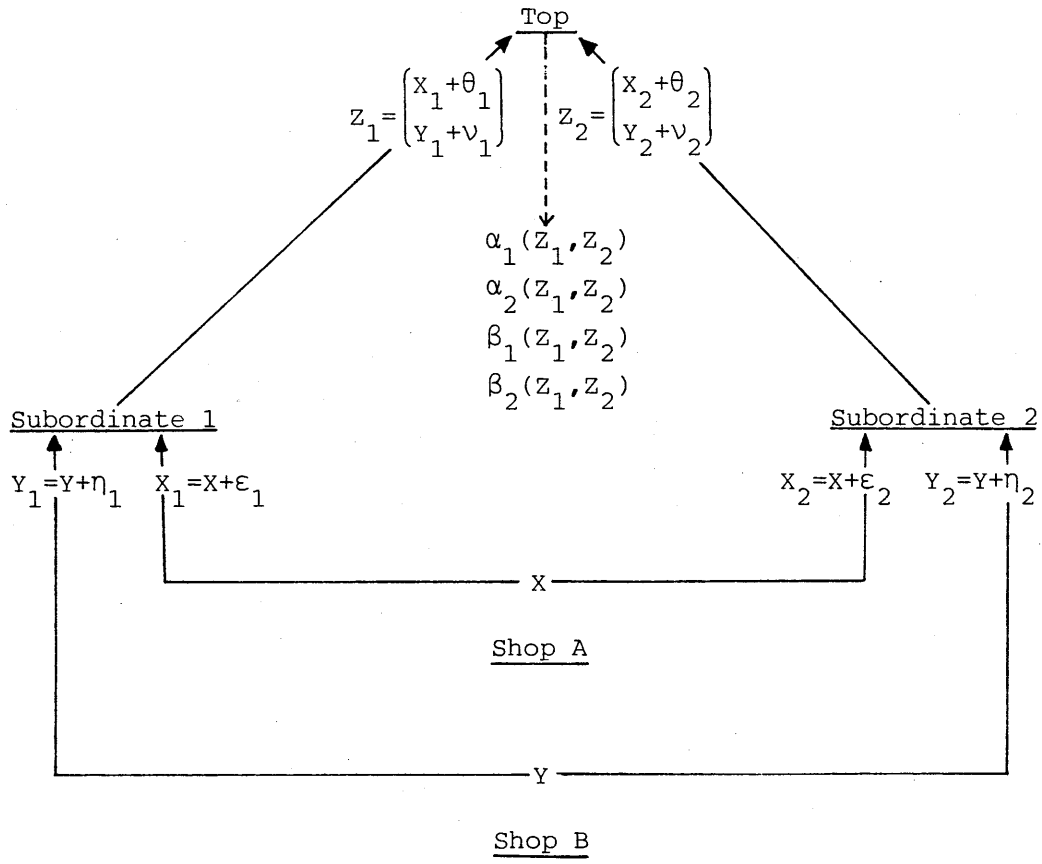 Top
Z₁ = (X₁+θ₁
Y₁+ν₁)
Z₂ = (X₂+θ₂
Y₂+ν₂)
α₁(Z₁,Z₂)
α₂(Z₁,Z₂)
β₁(Z₁,Z₂)
β₂(Z₁,Z₂)
Subordinate 1
Subordinate 2
Y₁=Y+η₁
X₁=X+ε₁
X₂=X+ε₂
Y₂=Y+η₂
X
Shop A
Y
Shop B